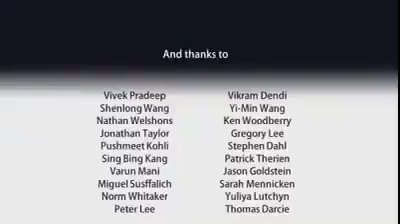 And thanks to
Vivek Pradeep
Shenlong Wang
Nathan Welshons
Jonathan Taylor
Pushmeet Kohli
Sing Bing Kang
Varun Mani
Miguel Susffalich
Norm Whitaker
Peter Lee
Vikram Dendi
Yi-Min Wang
Ken Woodberry
Gregory Lee
Stephen Dahl
Patrick Therien
Jason Goldstein
Sarah Mennicken
Yuliya Lutchyn
Thomas Darcie